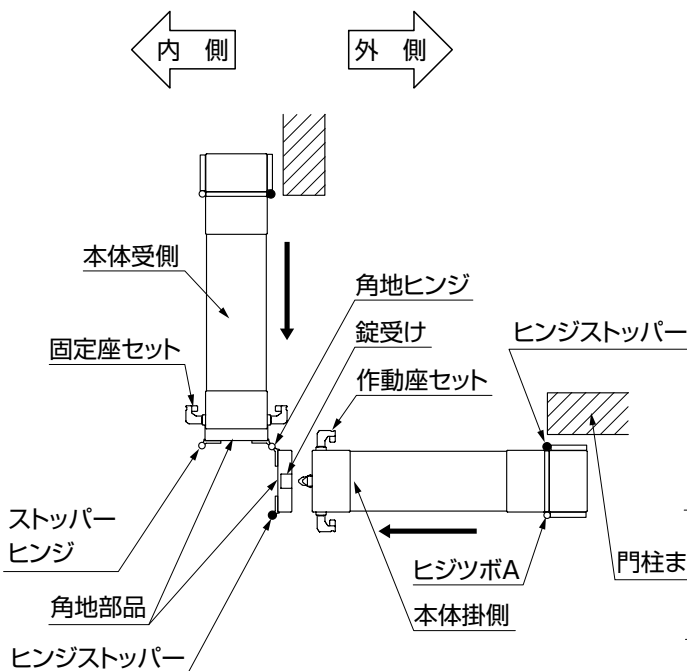 内 側
外 側
本体受側
角地ヒンジ
固定座セット
錠受け
ヒンジストッパー
作動座セット
ストッパー
ヒンジ
ヒジツボA
門柱ま
角地部品
本体掛側
ヒンジストッパー